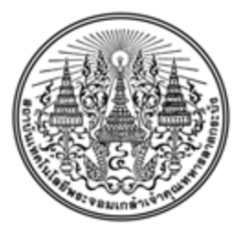 สถาบันเทคโนโลยีพระจอมเกล้าเจ้าคุณทหารลาดกระบัง
๔